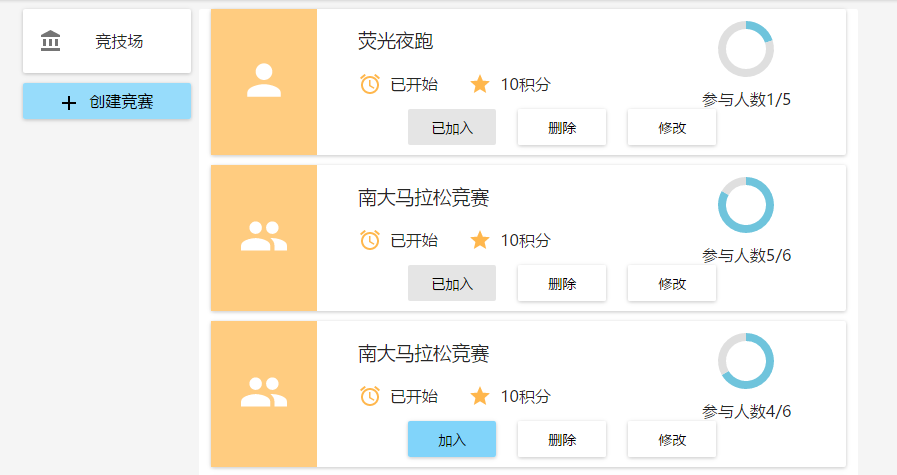 竞技场
创建竞赛
荧光夜跑
已开始 10积分
参与人数1/5
已加入 删除 修改
南大马拉松竞赛
已开始 10积分
参与人数5/6
已加入 删除 修改
南大马拉松竞赛
已开始 10积分
参与人数4/6
加入 删除 修改